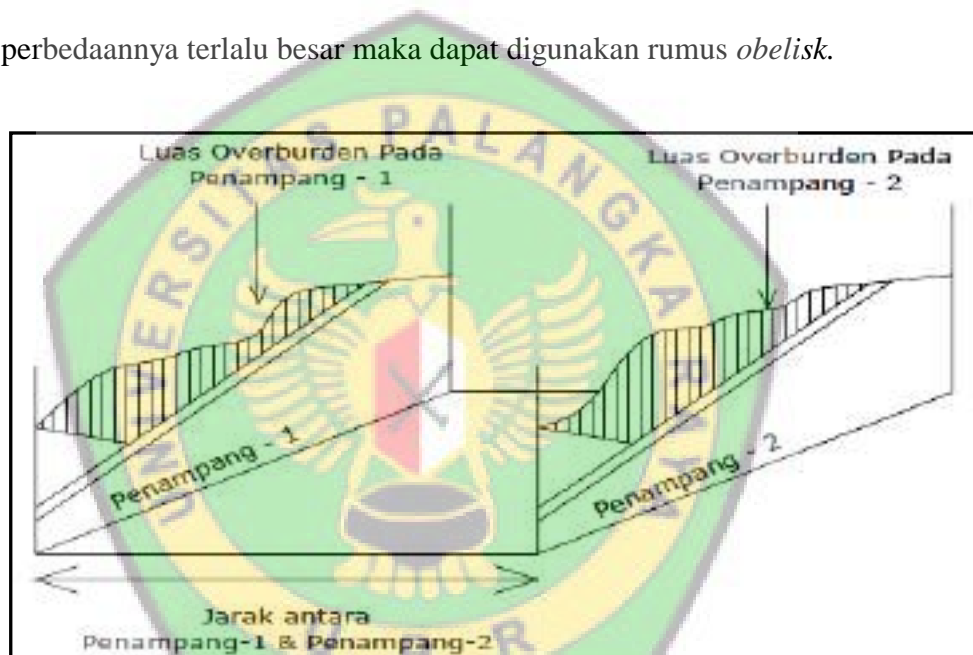 perbedaannya terlalu besar maka dapat digunakan rumus obelisk.
Luas Overburden Pada
Penampang - 1
Luas Overburden Pada
Penampang - 2
Penampang - 1
Penampang - 2
Jarak antara
Penampang-1 & Penampang-2